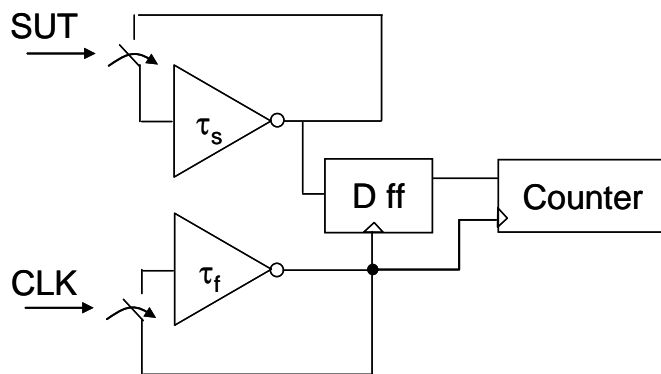 SUT
τs
D ff
Counter
CLK
τf